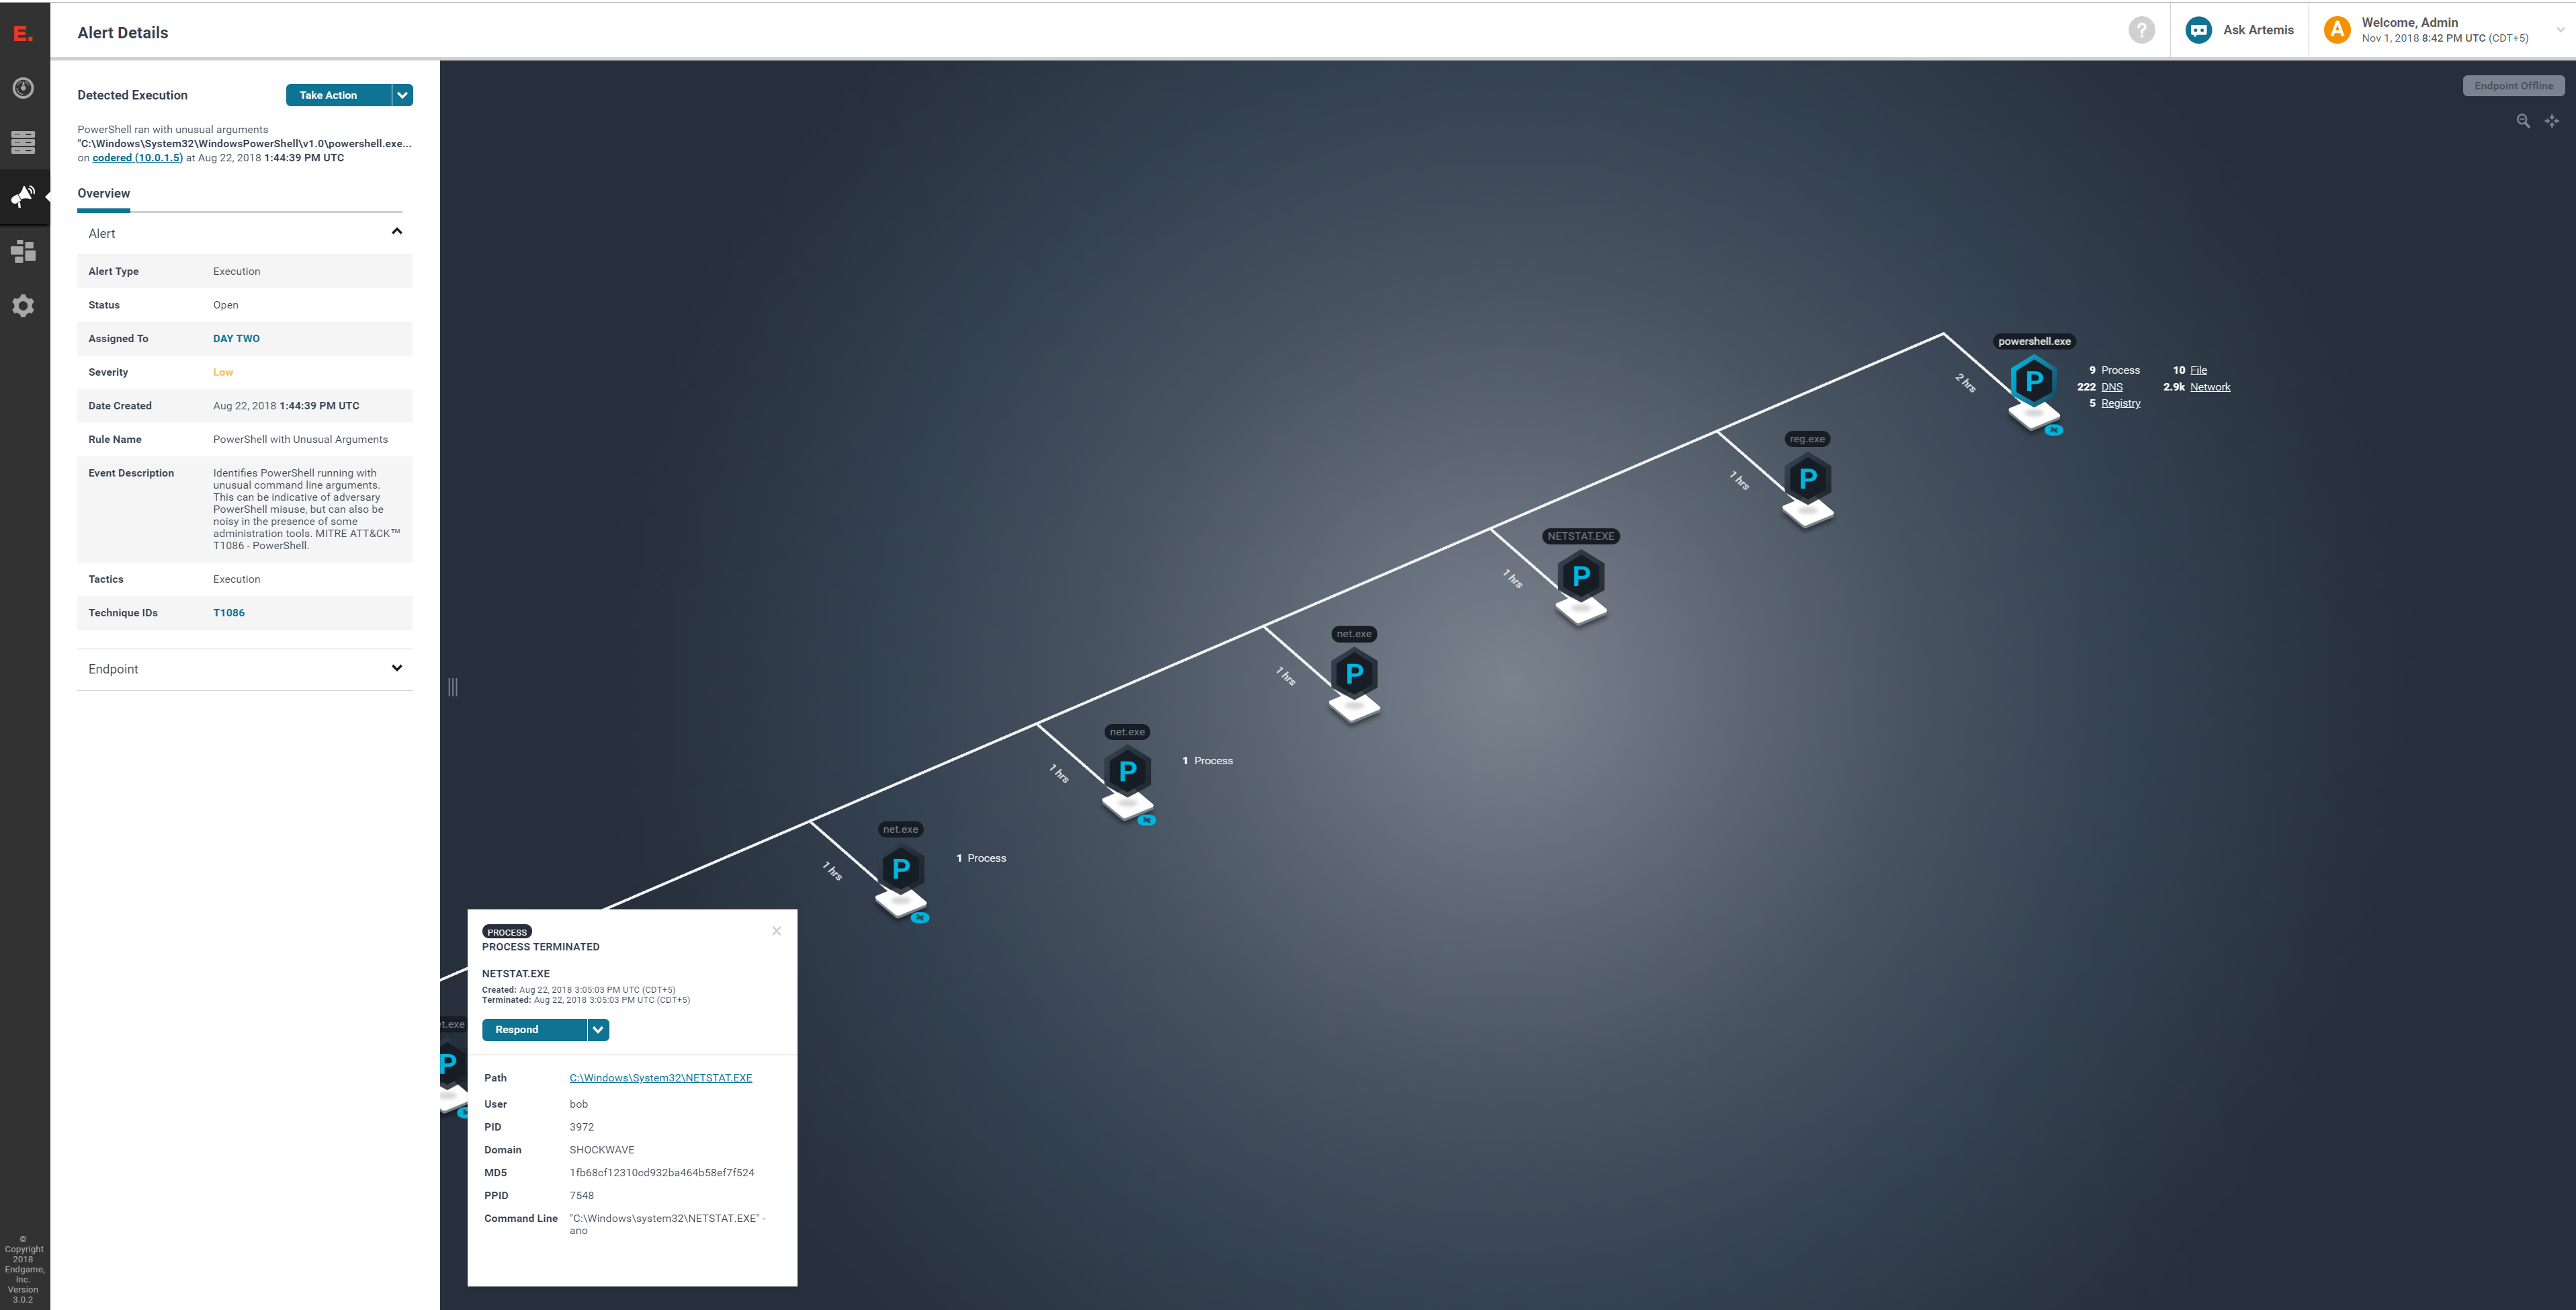 E.
Alert Details
?
Ask Artemis
A
Welcome, Admin
Nov 1, 2018 8:42 PM UTC (CDT+5)
Detected Execution
Take Action
PowerShell ran with unusual arguments
"C:\Windows\System32\WindowsPowerShell\v1.0\powershell.exe...
on codered (10.0.1.5) at Aug 22, 2018 1:44:39 PM UTC
Overview
Alert
Alert Type Execution
Status Open
Assigned To DAY TWO
Severity Low
Date Created Aug 22, 2018 1:44:39 PM UTC
Rule Name PowerShell with Unusual Arguments
Event Description Identifies PowerShell running with
unusual command line arguments.
This can be indicative of adversary
PowerShell misuse, but can also be
noisy in the presence of some
administration tools. MITRE ATT&CK™
T1086 - PowerShell.
Tactics Execution
Technique IDs T1086
Endpoint
© Copyright 2018 Endgame, Inc. Version 3.0.2
Endpoint Offline
powershell.exe
P
2 hrs
9 Process 10 File
222 DNS 2.9k Network
5 Registry
reg.exe
P
1 hrs
NETSTAT.EXE
P
1 hrs
net.exe
P
1 hrs
net.exe
P
1 hrs
1 Process
net.exe
P
1 hrs
1 Process
et.exe
P
PROCESS
PROCESS TERMINATED
NETSTAT.EXE
Created: Aug 22, 2018 3:05:03 PM UTC (CDT+5)
Terminated: Aug 22, 2018 3:05:03 PM UTC (CDT+5)
Respond
Path C:\Windows\System32\NETSTAT.EXE
User bob
PID 3972
Domain SHOCKWAVE
MD5 1fb68cf12310cd932ba464b58ef7f524
PPID 7548
Command Line "C:\Windows\system32\NETSTAT.EXE" -
ano